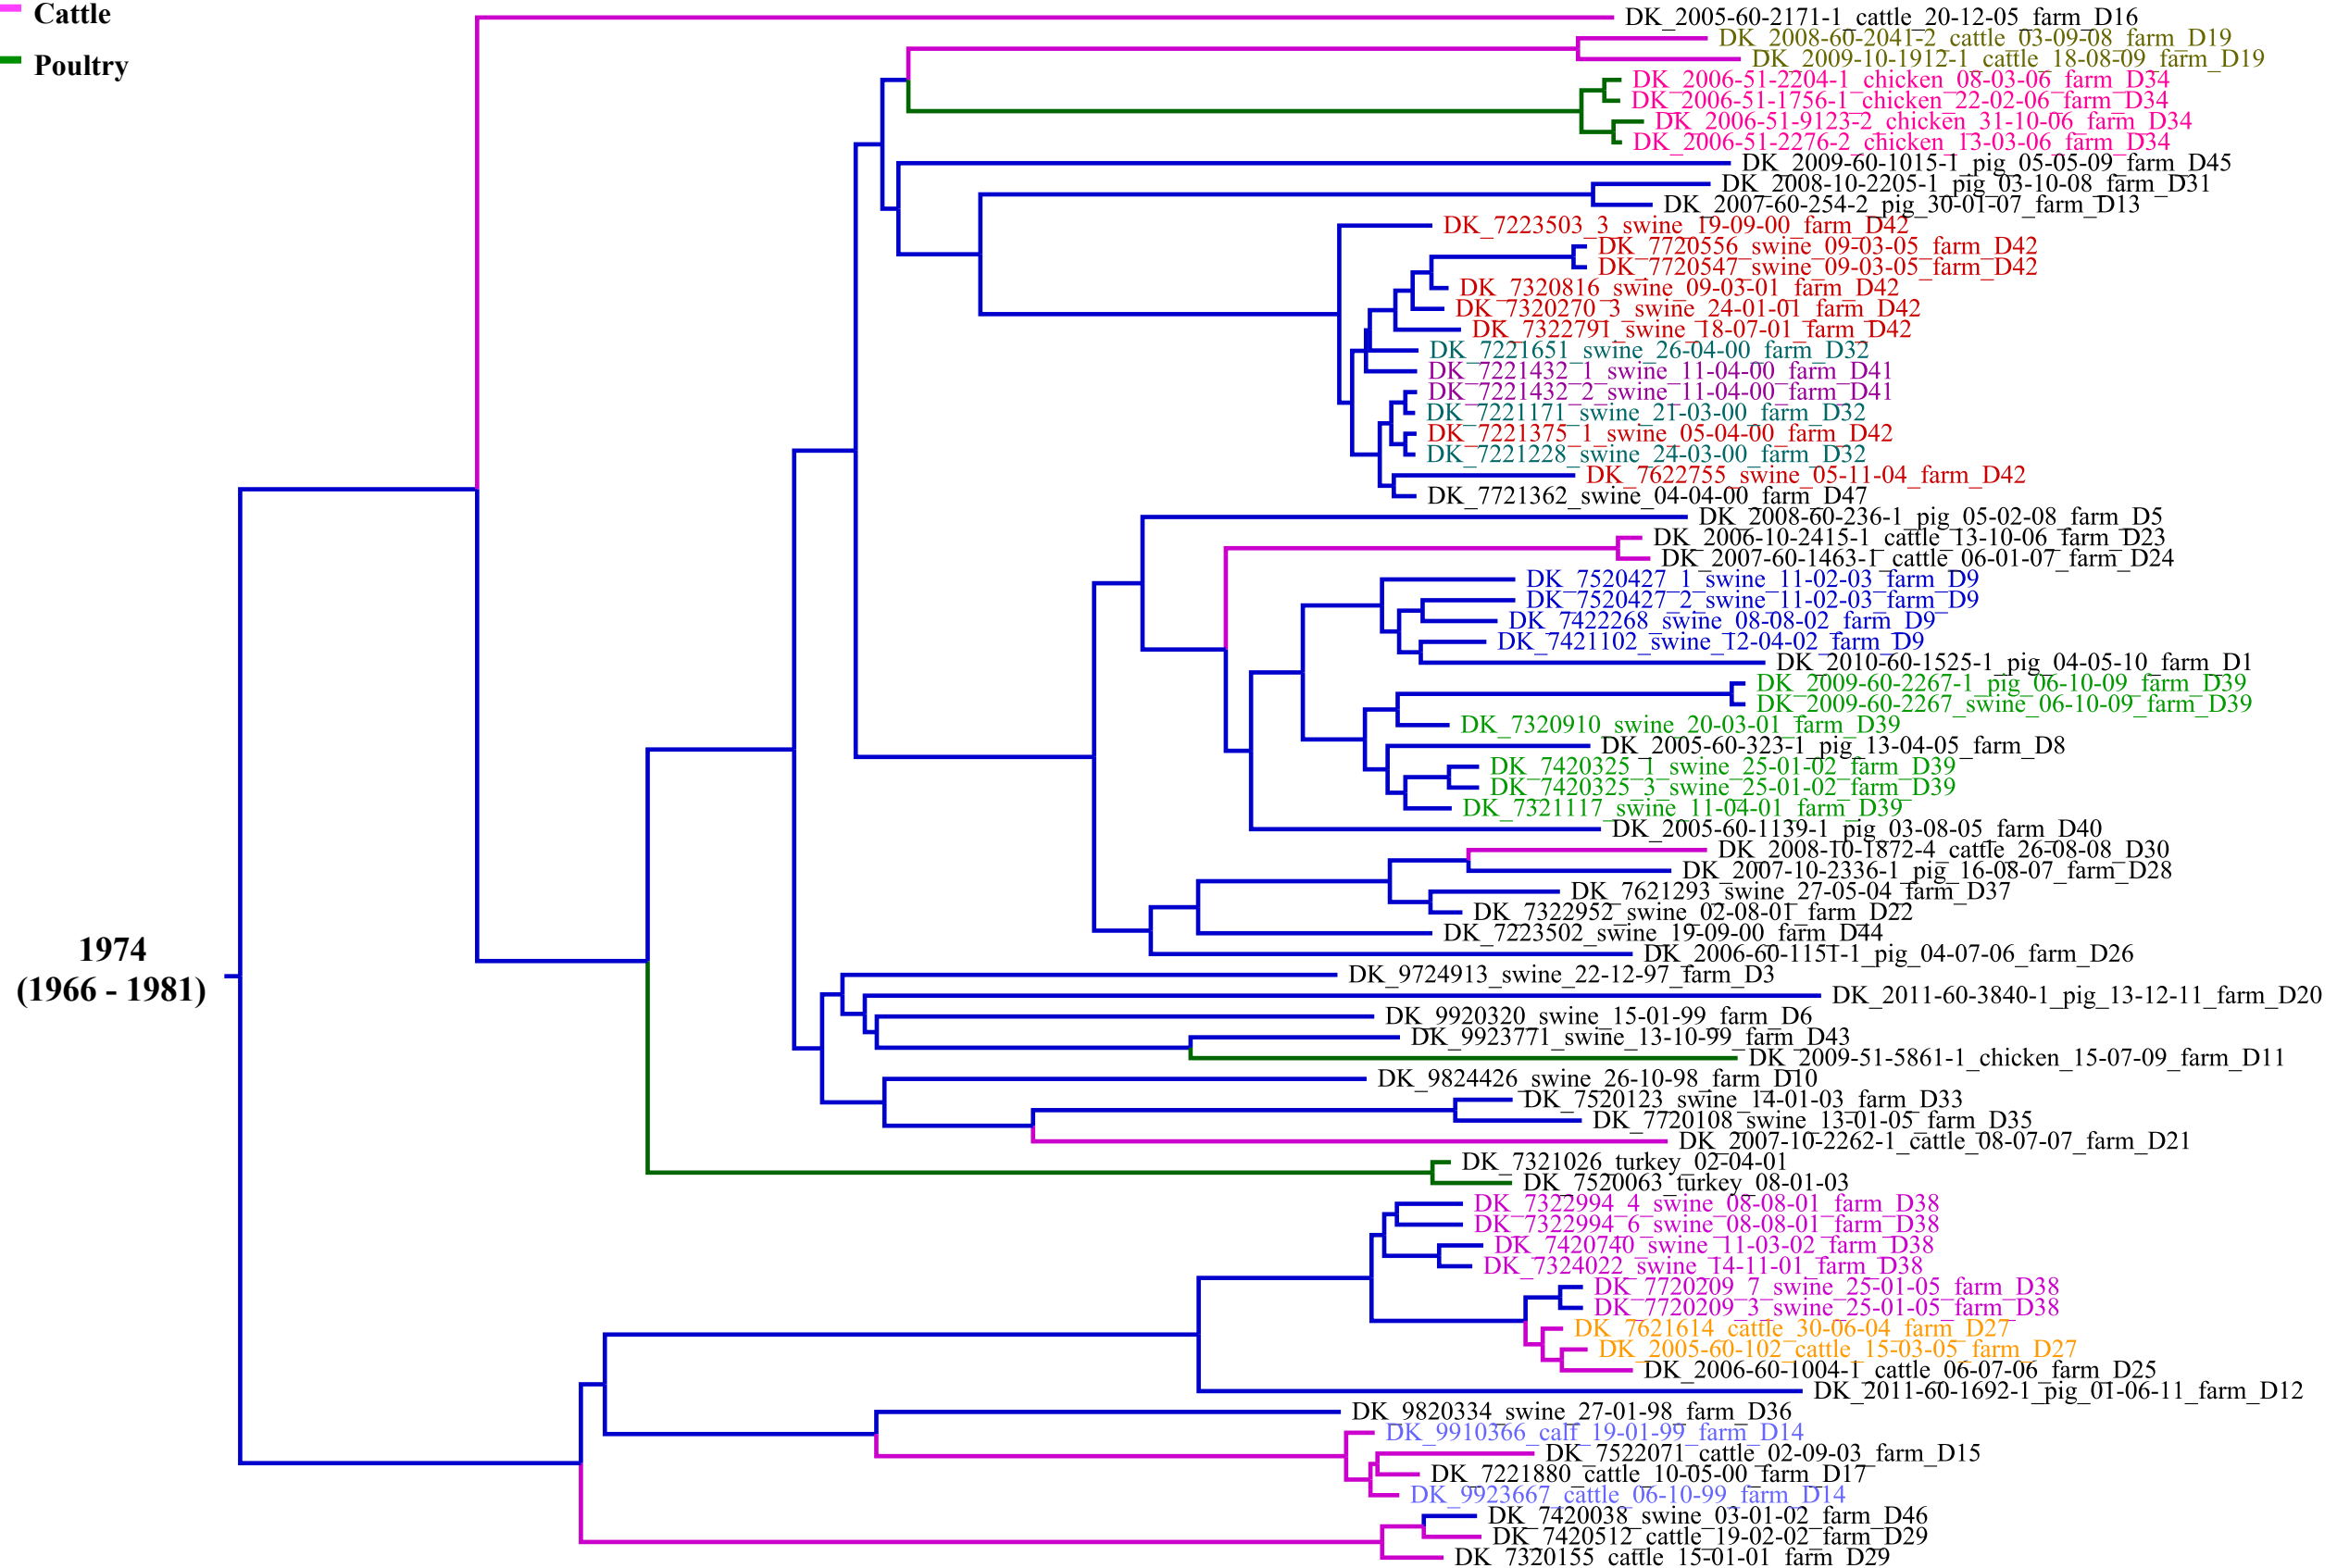 Cattle
Poultry
DK_2005-60-2171-1_cattle_20-12-05_farm_D16
DK_2008-60-2041-2_cattle_03-09-08_farm_D19
DK_2009-10-1912-1_cattle_18-08-09_farm_D19
DK_2006-51-2204-1_chicken_08-03-06_farm_D34
DK_2006-51-1756-1_chicken_22-02-06_farm_D34
DK_2006-51-9123-2_chicken_31-10-06_farm_D34
DK_2006-51-2276-2_chicken_13-03-06_farm_D34
DK_2009-60-1015-1_pig_05-05-09_farm_D45
DK_2008-10-2205-1_pig_03-10-08_farm_D31
DK_2007-60-254-2_pig_30-01-07_farm_D13
DK_7223503_3_swine_19-09-00_farm_D42
DK_7720556_swine_09-03-05_farm_D42
DK_7720547_swine_09-03-05_farm_D42
DK_7320816_swine_09-03-01_farm_D42
DK_7320270_3_swine_24-01-01_farm_D42
DK_7322791_swine_18-07-01_farm_D42
DK_7221651_swine_26-04-00_farm_D32
DK_7221432_1_swine_11-04-00_farm_D41
DK_7221432_2_swine_11-04-00_farm_D41
DK_7221171_swine_21-03-00_farm_D32
DK_7221375_1_swine_05-04-00_farm_D42
DK_7221228_swine_24-03-00_farm_D32
DK_7622755_swine_05-11-04_farm_D42
DK_7721362_swine_04-04-00_farm_D47
DK_2008-60-236-1_pig_05-02-08_farm_D5
DK_2006-10-2415-1_cattle_13-10-06_farm_D23
DK_2007-60-1463-1_cattle_06-01-07_farm_D24
DK_7520427_1_swine_11-02-03_farm_D9
DK_7520427_2_swine_11-02-03_farm_D9
DK_7422268_swine_08-08-02_farm_D9
DK_7421102_swine_12-04-02_farm_D9
DK_2010-60-1525-1_pig_04-05-10_farm_D1
DK_2009-60-2267-1_pig_06-10-09_farm_D39
DK_2009-60-2267_swine_06-10-09_farm_D39
DK_7320910_swine_20-03-01_farm_D39
DK_2005-60-323-1_pig_13-04-05_farm_D8
DK_7420325_1_swine_25-01-02_farm_D39
DK_7420325_3_swine_25-01-02_farm_D39
DK_7321117_swine_11-04-01_farm_D39
DK_2005-60-1139-1_pig_03-08-05_farm_D40
DK_2008-10-1872-4_cattle_26-08-08_farm_D30
DK_2007-10-2336-1_pig_16-08-07_farm_D28
DK_7621293_swine_27-05-04_farm_D37
DK_7322952_swine_02-08-01_farm_D22
DK_7223502_swine_19-09-00_farm_D44
DK_2006-60-1151-1_pig_04-07-06_farm_D26
1974
(1966 - 1981)
DK_9724913_swine_22-12-97_farm_D3
DK_2011-60-3840-1_pig_13-12-11_farm_D20
DK_9920320_swine_15-01-99_farm_D6
DK_9923771_swine_13-10-99_farm_D43
DK_2009-51-5861-1_chicken_15-07-09_farm_D11
DK_9824426_swine_26-10-98_farm_D10
DK_7520123_swine_14-01-03_farm_D33
DK_7720108_swine_13-01-05_farm_D35
DK_2007-10-2262-1_cattle_08-07-07_farm_D21
DK_7321026_turkey_02-04-01
DK_7520063_turkey_08-01-03
DK_7322994_4_swine_08-08-01_farm_D38
DK_7322994_6_swine_08-08-01_farm_D38
DK_7420740_swine_11-03-02_farm_D38
DK_7324022_swine_14-11-01_farm_D38
DK_7720209_7_swine_25-01-05_farm_D38
DK_7720209_3_swine_25-01-05_farm_D38
DK_7621614_cattle_30-06-04_farm_D27
DK_2005-60-102_cattle_15-03-05_farm_D27
DK_2006-60-1004-1_cattle_06-07-06_farm_D25
DK_2011-60-1692-1_pig_01-06-11_farm_D12
DK_9820334_swine_27-01-98_farm_D36
DK_9910366_calf_19-01-99_farm_D14
DK_7522071_cattle_02-09-03_farm_D15
DK_7221880_cattle_10-05-00_farm_D17
DK_9923667_cattle_06-10-99_farm_D14
DK_7420038_swine_03-01-02_farm_D46
DK_7420512_cattle_19-02-02_farm_D29
DK_7320155_cattle_15-01-01_farm_D29